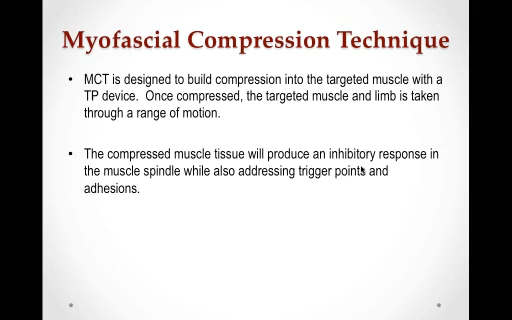 Myofascial Compression Technique
• MCT is designed to build compression into the targeted muscle with a
TP device.  Once compressed, the targeted muscle and limb is taken
through a range of motion.
• The compressed muscle tissue will produce an inhibitory response in
the muscle spindle while also addressing trigger points and
adhesions.